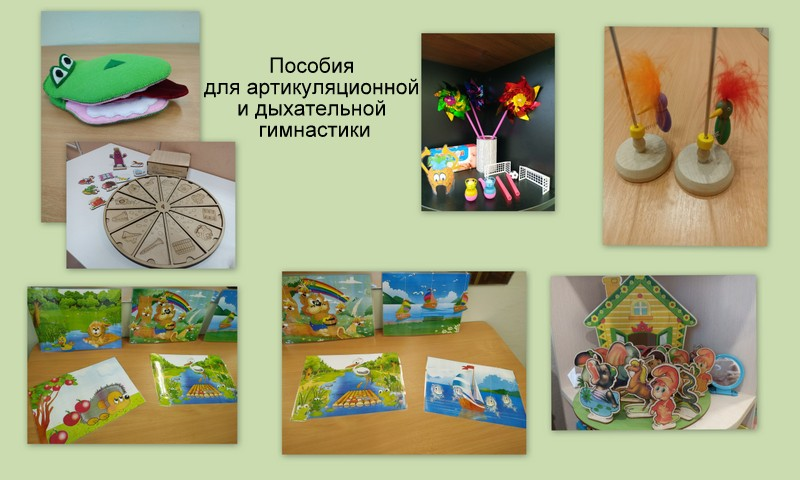 Пособия
для артикуляционной
и дыхательной
гимнастики